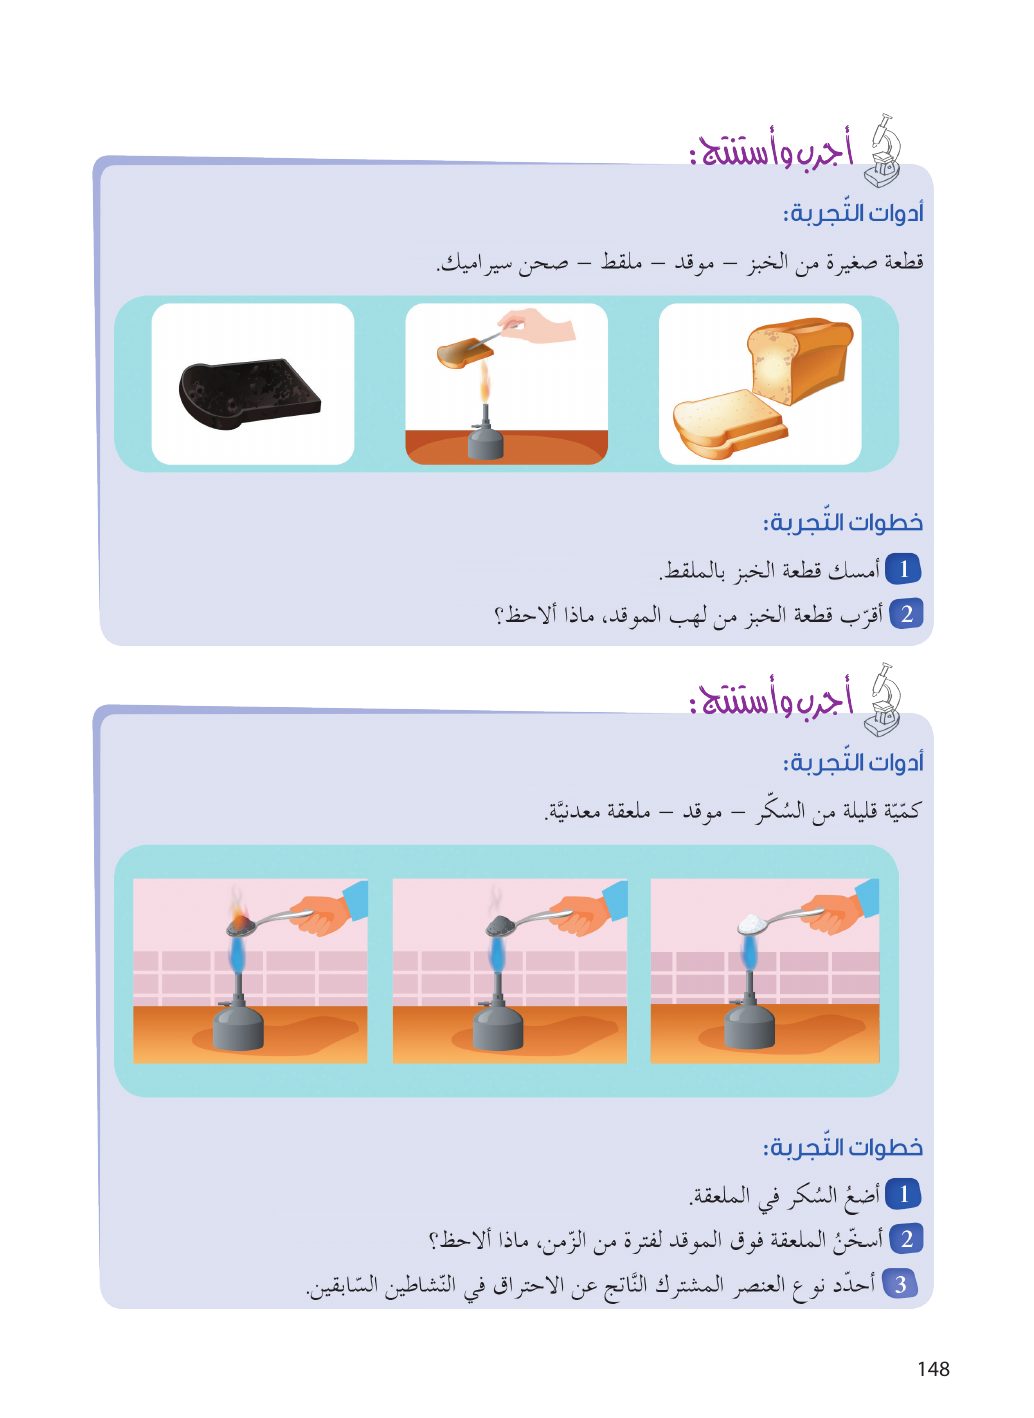 أجرب وأستنتج:
أدوات التّجربة:
قطعة صغيرة من الخبز – موقد – ملقط – صحن سيراميك.
خطوات التّجربة:
1 أمسك قطعة الخبز بالملقط.
2 أقرّب قطعة الخبز من لهب الموقد، ماذا ألاحظ؟
أجرب وأستنتج:
أدوات التّجربة:
كمّيّة قليلة من السُكّر – موقد – ملعقة معدنيَّة.
خطوات التّجربة:
1 أضعُ السُكر في الملعقة.
2 أسخّنُ الملعقة فوق الموقد لفترة من الزّمن، ماذا ألاحظ؟
3 أحدّد نوع العنصر المشترك النَّاتج عن الاحتراق في النّشاطين السّابقين.
148